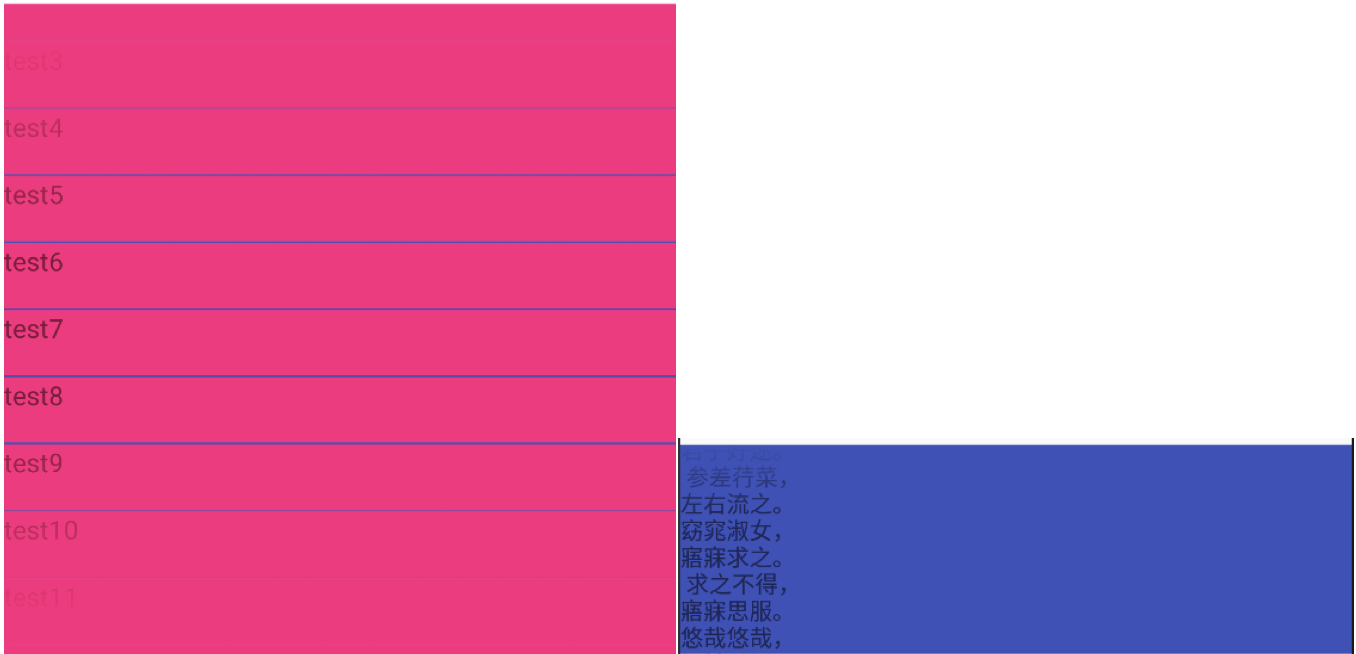 test3
test4
test5
test6
test7
test8
test9
test10
test11
参差荇菜，
左右流之。
窈窕淑女，
寤寐求之。
求之不得，
寤寐思服。
悠哉悠哉，